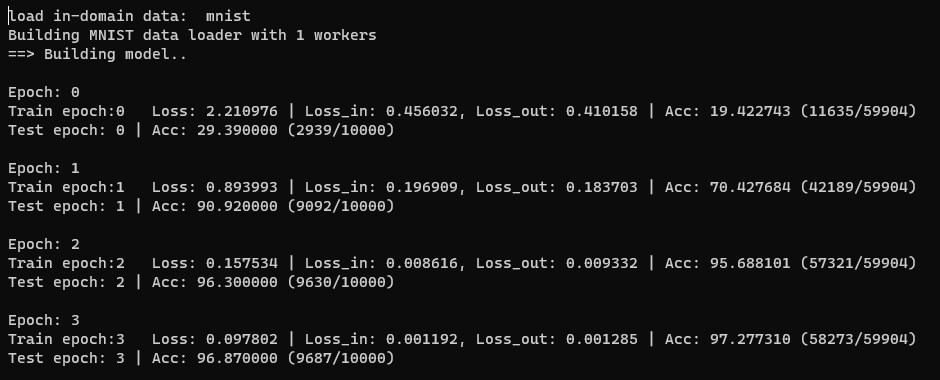 load in-domain data:  mnist
Building MNIST data loader with 1 workers
==> Building model..
Epoch: 0
Train epoch:0   Loss: 2.210976 | Loss_in: 0.456032, Loss_out: 0.410158 | Acc: 19.422743 (11635/59904)
Test epoch: 0 | Acc: 29.390000 (2939/10000)
Epoch: 1
Train epoch:1   Loss: 0.893993 | Loss_in: 0.196909, Loss_out: 0.183703 | Acc: 70.427684 (42189/59904)
Test epoch: 1 | Acc: 90.920000 (9092/10000)
Epoch: 2
Train epoch:2   Loss: 0.157534 | Loss_in: 0.008616, Loss_out: 0.009332 | Acc: 95.688101 (57321/59904)
Test epoch: 2 | Acc: 96.300000 (9630/10000)
Epoch: 3
Train epoch:3   Loss: 0.097802 | Loss_in: 0.001192, Loss_out: 0.001285 | Acc: 97.277310 (58273/59904)
Test epoch: 3 | Acc: 96.870000 (9687/10000)